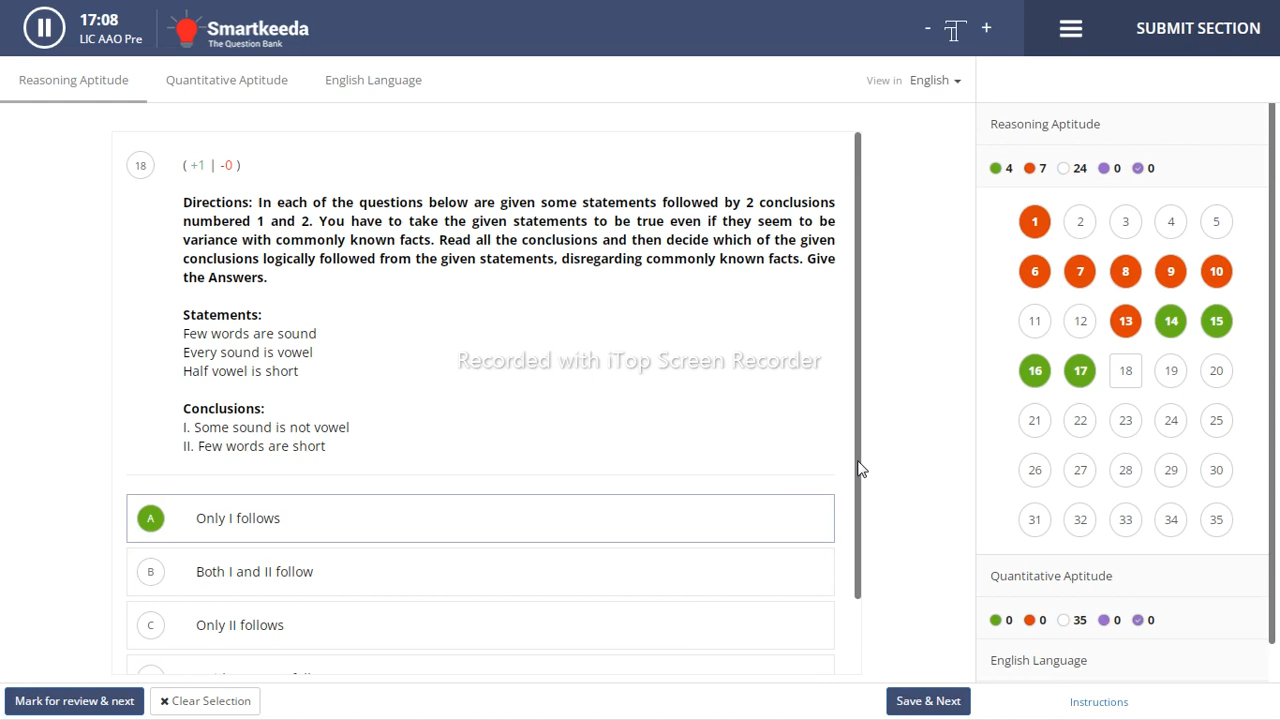 17:08
LIC AAO Pre
Smartkeeda
The Question Bank
- T +
SUBMIT SECTION
Reasoning Aptitude
Quantitative Aptitude
English Language
View in English
18
( +1 | -0 )
Directions: In each of the questions below are given some statements followed by 2 conclusions
numbered 1 and 2. You have to take the given statements to be true even if they seem to be
variance with commonly known facts. Read all the conclusions and then decide which of the given
conclusions logically followed from the given statements, disregarding commonly known facts. Give
the Answers.
Statements:
Few words are sound
Every sound is vowel
Half vowel is short
Recorded with iTop Screen Recorder
Conclusions:
I. Some sound is not vowel
II. Few words are short
A Only I follows
B Both I and II follow
C Only II follows
Mark for review & next
✖ Clear Selection
Save & Next
Reasoning Aptitude
4 7 24 0 0
1 2 3 4 5
6 7 8 9 10
11 12 13 14 15
16 17 18 19 20
21 22 23 24 25
26 27 28 29 30
31 32 33 34 35
Quantitative Aptitude
0 0 35 0 0
English Language
Instructions